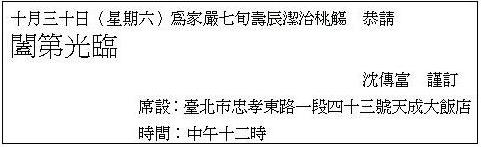 十月三十日（星期六）為家嚴七旬壽辰潔治桃觴　恭請
闔第光臨
沈傳富　謹訂
席設：臺北市忠孝東路一段四十三號天成大飯店
時間：中午十二時